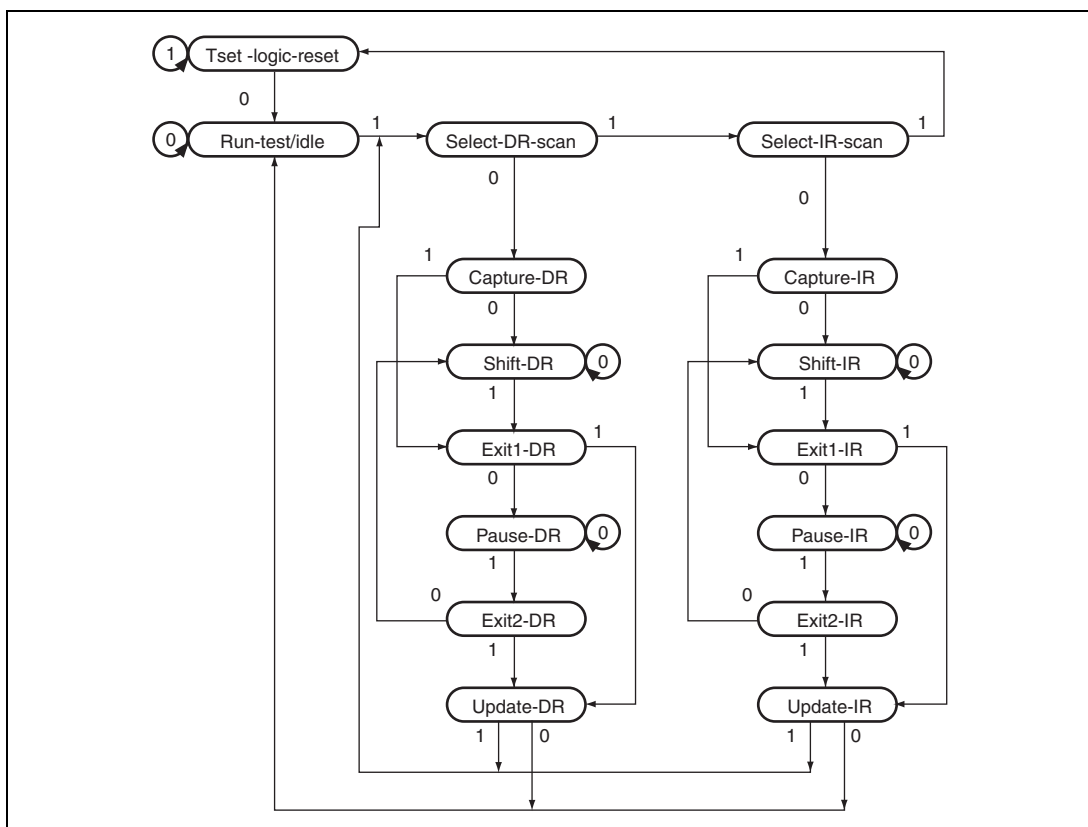 1 Tset -logic-reset
0
0 Run-test/idle 1 Select-DR-scan 1 Select-IR-scan 1
0 0
1 Capture-DR 1 Capture-IR
0 0
Shift-DR 0 Shift-IR 0
1 1
Exit1-DR 1 Exit1-IR 1
0 0
Pause-DR 0 Pause-IR 0
1 1
0 Exit2-DR 0 Exit2-IR
1 1
Update-DR Update-IR
1 0 1 0